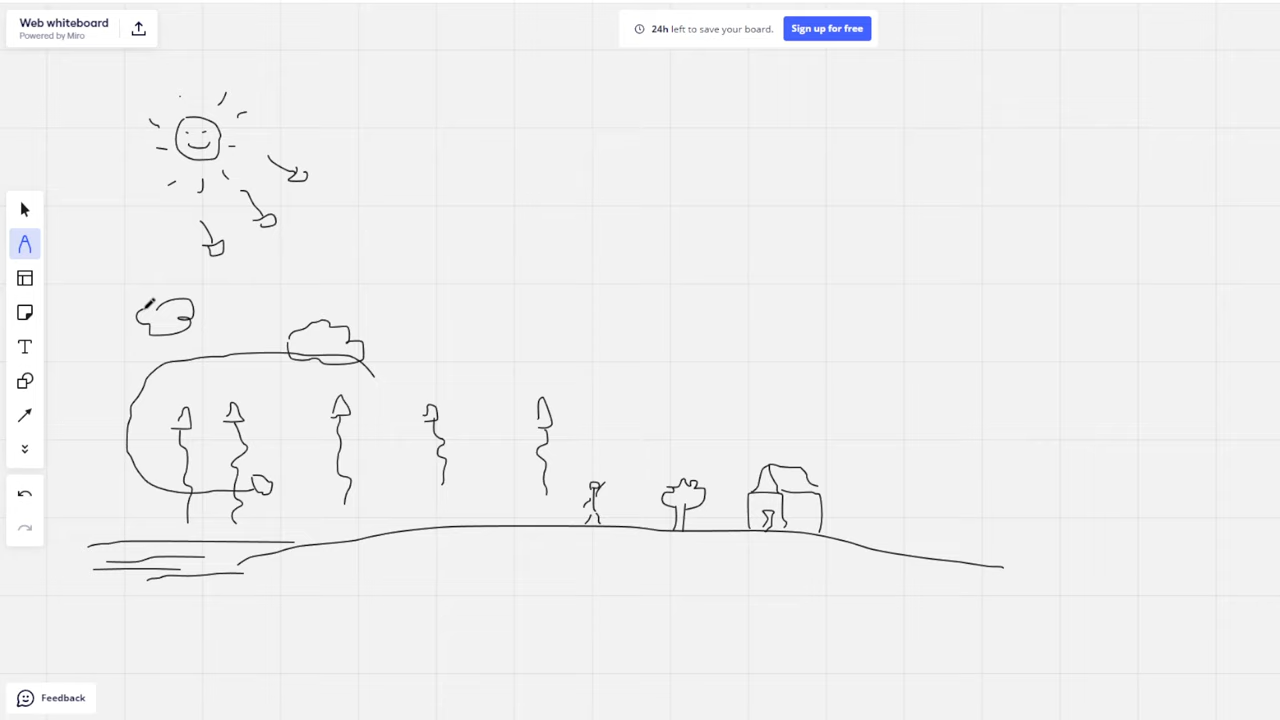 Web whiteboard
Powered by Miro
24h left to save your board. Sign up for free
T
Feedback